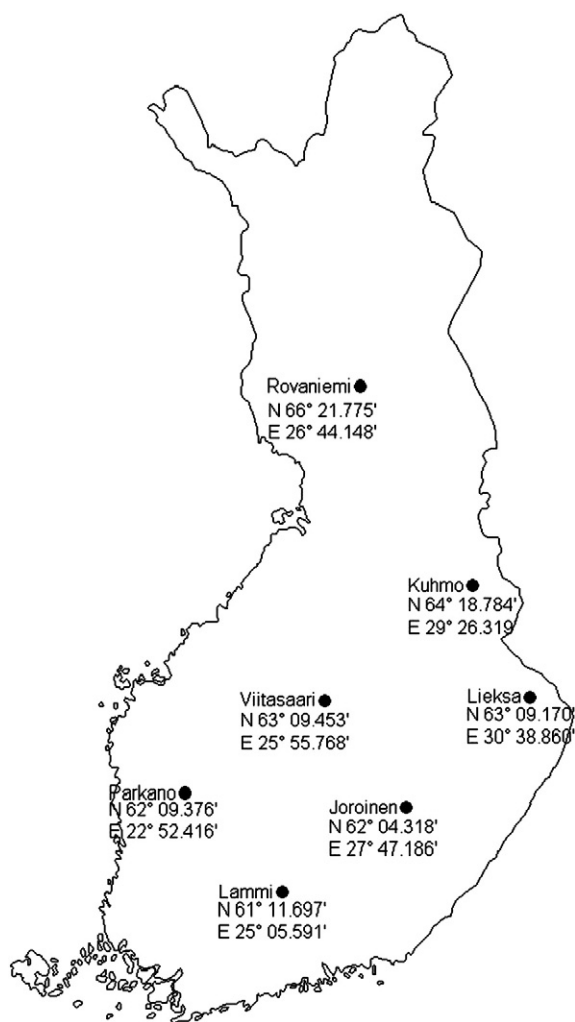 Rovaniemi
N 66° 21.775'
E 26° 44.148'
Kuhmo
N 64° 18.784'
E 29° 26.319
Viitasaari
N 63° 09.453'
E 25° 55.768'
Lieksa
N 63° 09.170'
E 30° 38.860'
Parkano
N 62° 09.376'
E 22° 52.416'
Joroinen
N 62° 04.318'
E 27° 47.186'
Lammi
N 61° 11.697'
E 25° 05.591'